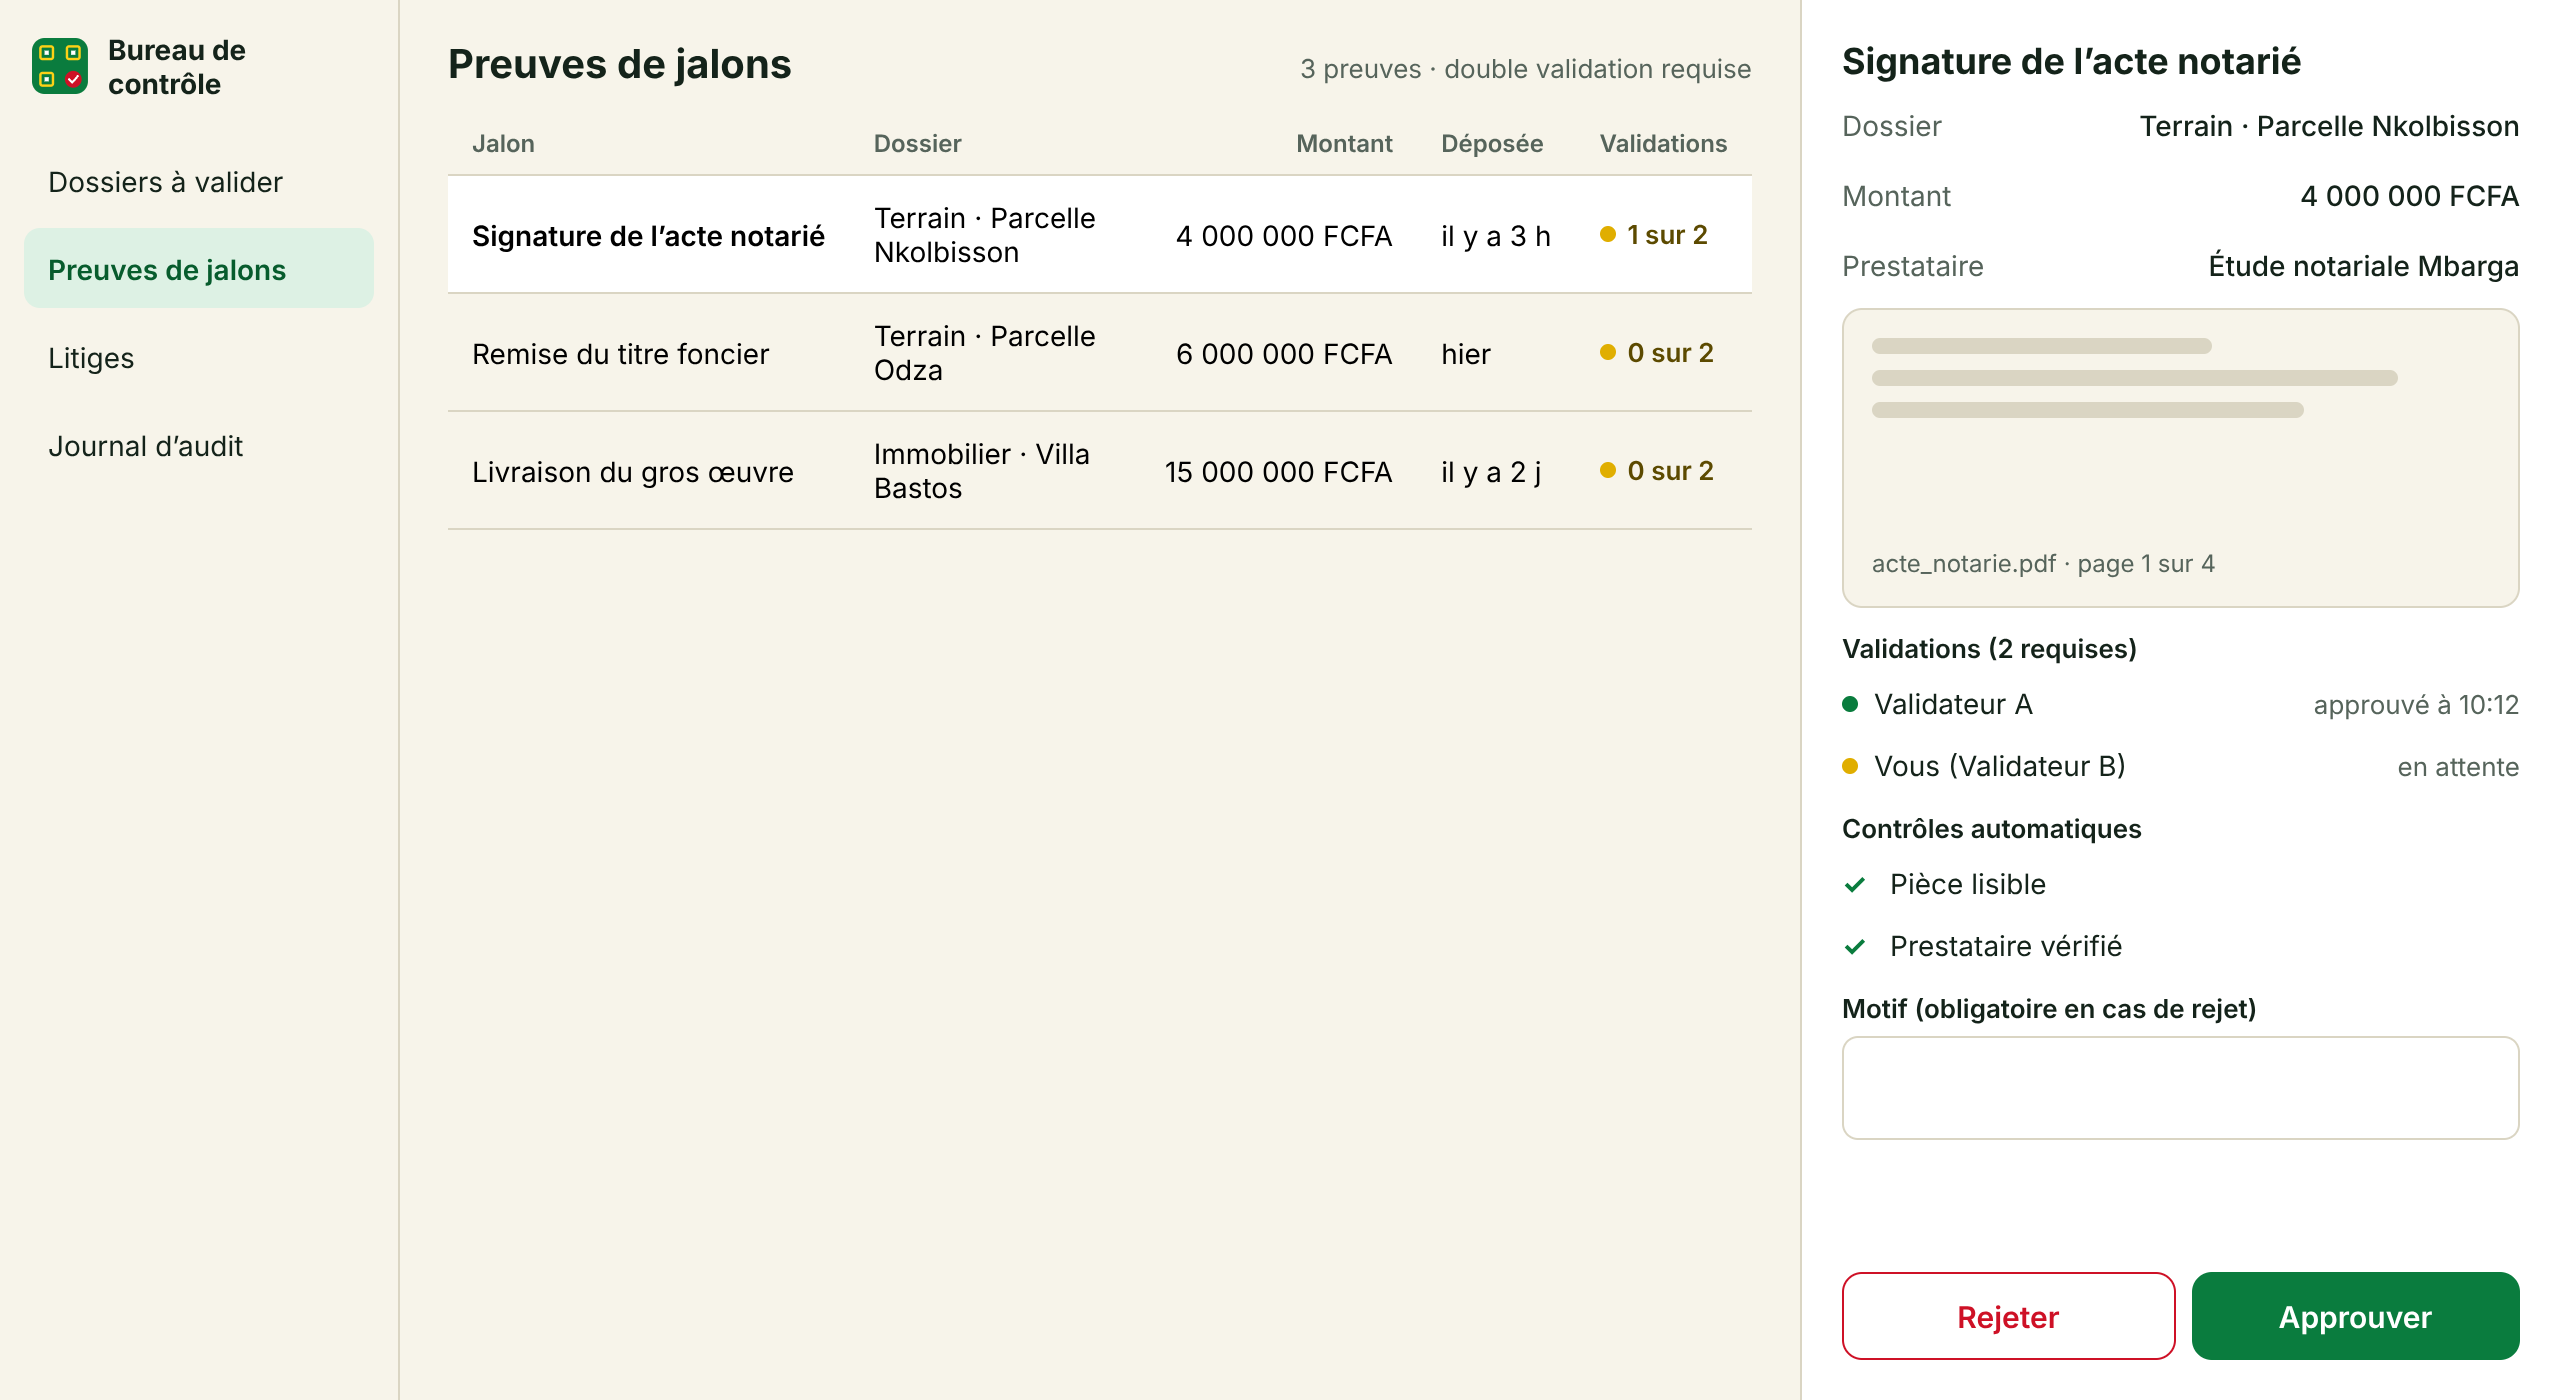 Bureau de
contrôle
Dossiers à valider
Preuves de jalons
Litiges
Journal d’audit
Preuves de jalons
3 preuves · double validation requise
Jalon Dossier Montant Déposée Validations
Signature de l’acte notarié Terrain · Parcelle Nkolbisson 4 000 000 FCFA il y a 3 h 1 sur 2
Remise du titre foncier Terrain · Parcelle Odza 6 000 000 FCFA hier 0 sur 2
Livraison du gros œuvre Immobilier · Villa Bastos 15 000 000 FCFA il y a 2 j 0 sur 2
Signature de l’acte notarié
Dossier Terrain · Parcelle Nkolbisson
Montant 4 000 000 FCFA
Prestataire Étude notariale Mbarga
acte_notarie.pdf · page 1 sur 4
Validations (2 requises)
Validateur A approuvé à 10:12
Vous (Validateur B) en attente
Contrôles automatiques
Pièce lisible
Prestataire vérifié
Motif (obligatoire en cas de rejet)
Rejeter Approuver